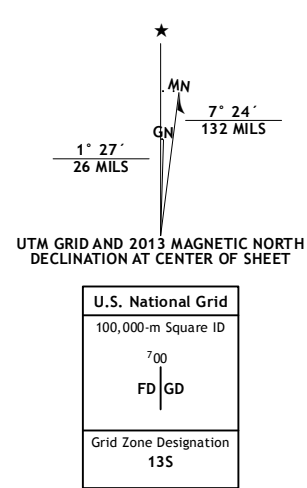 ★
MN
GN
7° 24´
132 MILS
1° 27´
26 MILS
UTM GRID AND 2013 MAGNETIC NORTH
DECLINATION AT CENTER OF SHEET
U.S. National Grid
100,000-m Square ID
⁷00
FD GD
Grid Zone Designation
13S